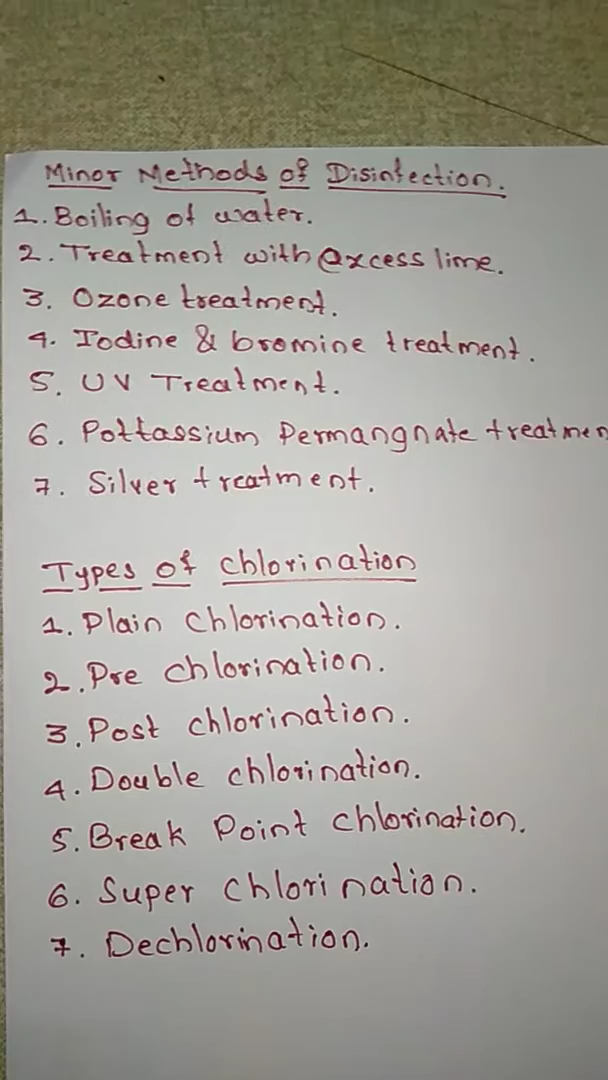 Minor Methods of Disinfection.
1. Boiling of water.
2. Treatment with excess lime.
3. Ozone treatment.
4. Iodine & bromine treatment.
5. UV Treatment.
6. Pottassium Permangnate treatmen
7. Silver treatment.
Types of chlorination
1. Plain Chlorination.
2. Pre chlorination.
3. Post chlorination.
4. Double chlorination.
5. Break Point chlorination.
6. Super Chlorination.
7. Dechlorination.